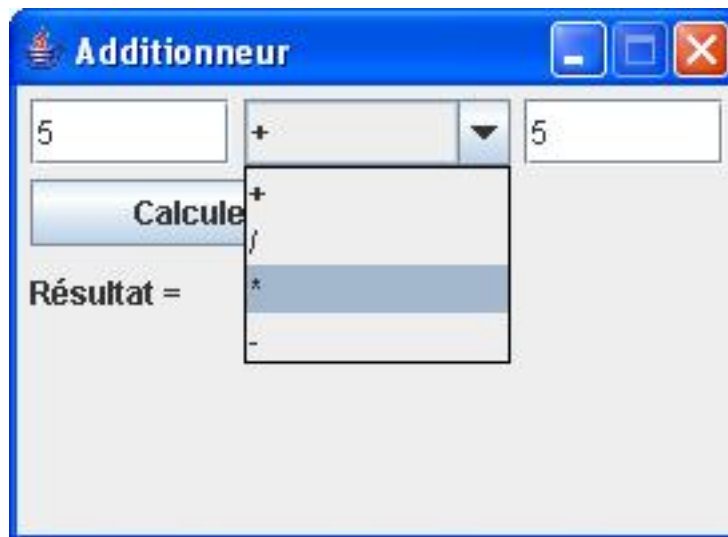 Additionneur
5 + 5
+
Calcule
/
Résultat = *
-